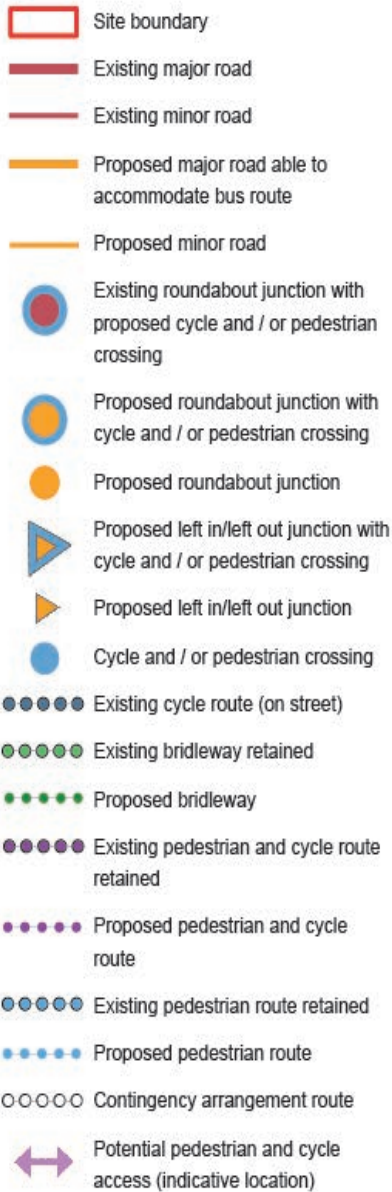 Site boundary
Existing major road
Existing minor road
Proposed major road able to
accommodate bus route
Proposed minor road
Existing roundabout junction with
proposed cycle and / or pedestrian
crossing
Proposed roundabout junction with
cycle and / or pedestrian crossing
Proposed roundabout junction
Proposed left in/left out junction with
cycle and / or pedestrian crossing
Proposed left in/left out junction
Cycle and / or pedestrian crossing
Existing cycle route (on street)
Existing bridleway retained
Proposed bridleway
Existing pedestrian and cycle route
retained
Proposed pedestrian and cycle
route
Existing pedestrian route retained
Proposed pedestrian route
Contingency arrangement route
Potential pedestrian and cycle
access (indicative location)